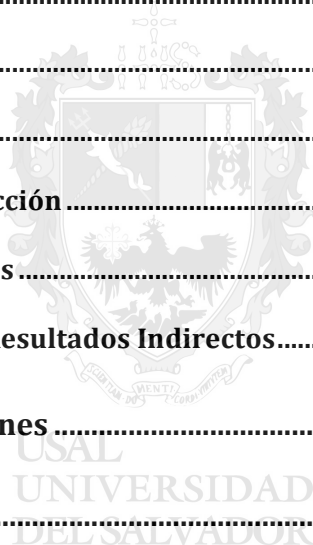 ........................................
........................................
........................................
cción........................................
s........................................
esultados Indirectos......
nes........................................
USAL
UNIVERSIDAD
DEL SALVADOR
........................................